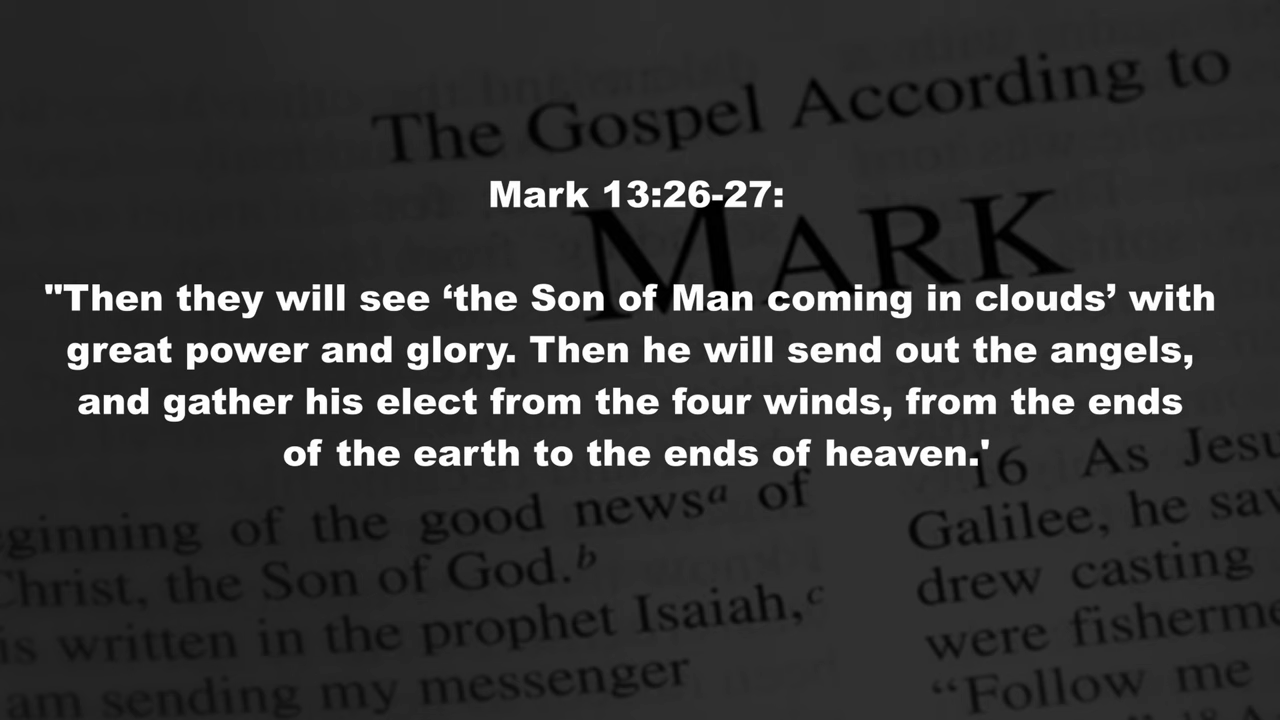 The Gospel According to
MARK
Mark 13:26-27:
"Then they will see ‘the Son of Man coming in clouds’ with
great power and glory. Then he will send out the angels,
and gather his elect from the four winds, from the ends
of the earth to the ends of heaven.'
ginning of the good newsᵃ of
Christ, the Son of God.ᵇ
is written in the prophet Isaiah,ᶜ
am sending my messenger
16 As Jesu
Galilee, he sav
drew casting
were fisherme
“Follow me